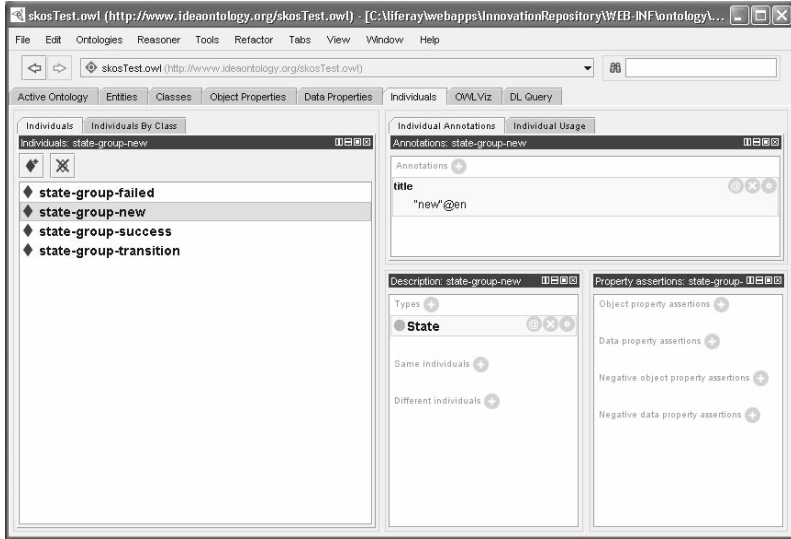 skosTest.owl (http://www.ideaontology.org/skosTest.owl) - [C:\liferay\webapps\InnovationRepository\WEB-INF\ontology\...
File Edit Ontologies Reasoner Tools Refactor Tabs View Window Help
skosTest.owl (http://www.ideaontology.org/skosTest.owl)
Active Ontology Entities Classes Object Properties Data Properties Individuals OWLViz DL Query
Individuals Individuals By Class
Individuals: state-group-new
state-group-failed
state-group-new
state-group-success
state-group-transition
Individual Annotations Individual Usage
Annotations: state-group-new
Annotations
title
"new"@en
Description: state-group-new
Types
State
Same individuals
Different individuals
Property assertions: state-group-
Object property assertions
Data property assertions
Negative object property assertions
Negative data property assertions